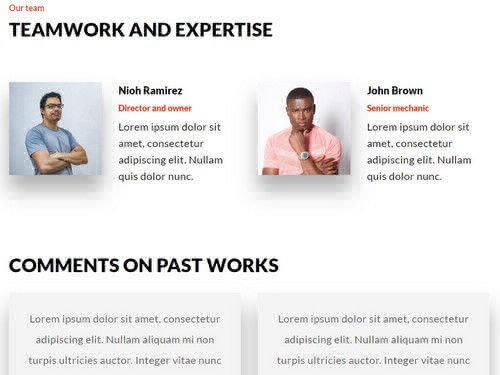 Our team
TEAMWORK AND EXPERTISE
Nioh Ramirez
Director and owner
Lorem ipsum dolor sit
amet, consectetur
adipiscing elit. Nullam
quis dolor nunc.
John Brown
Senior mechanic
Lorem ipsum dolor sit
amet, consectetur
adipiscing elit. Nullam
quis dolor nunc.
COMMENTS ON PAST WORKS
Lorem ipsum dolor sit amet, consectetur
adipiscing elit. Nullam aliquam mi non
turpis ultricies auctor. Integer vitae nunc
Lorem ipsum dolor sit amet, consectetur
adipiscing elit. Nullam aliquam mi non
turpis ultricies auctor. Integer vitae nunc